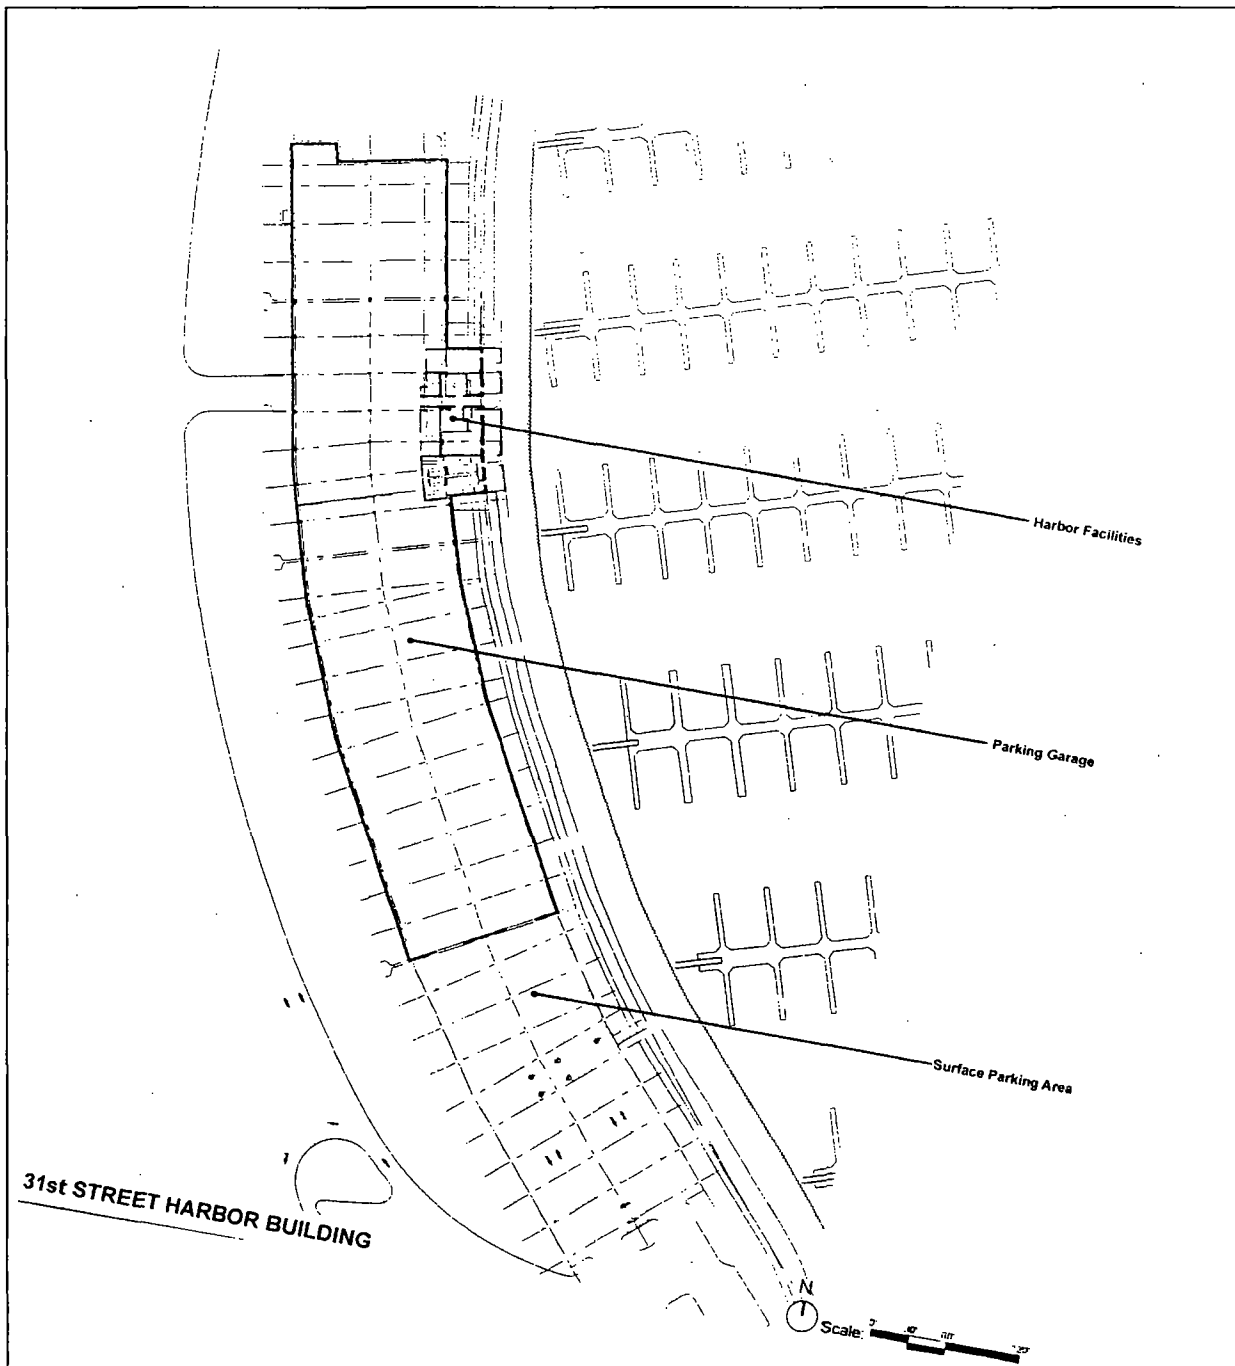 Harbor Facilities
Parking Garage
Surface Parking Area
31st STREET HARBOR BUILDING
N
Scale: